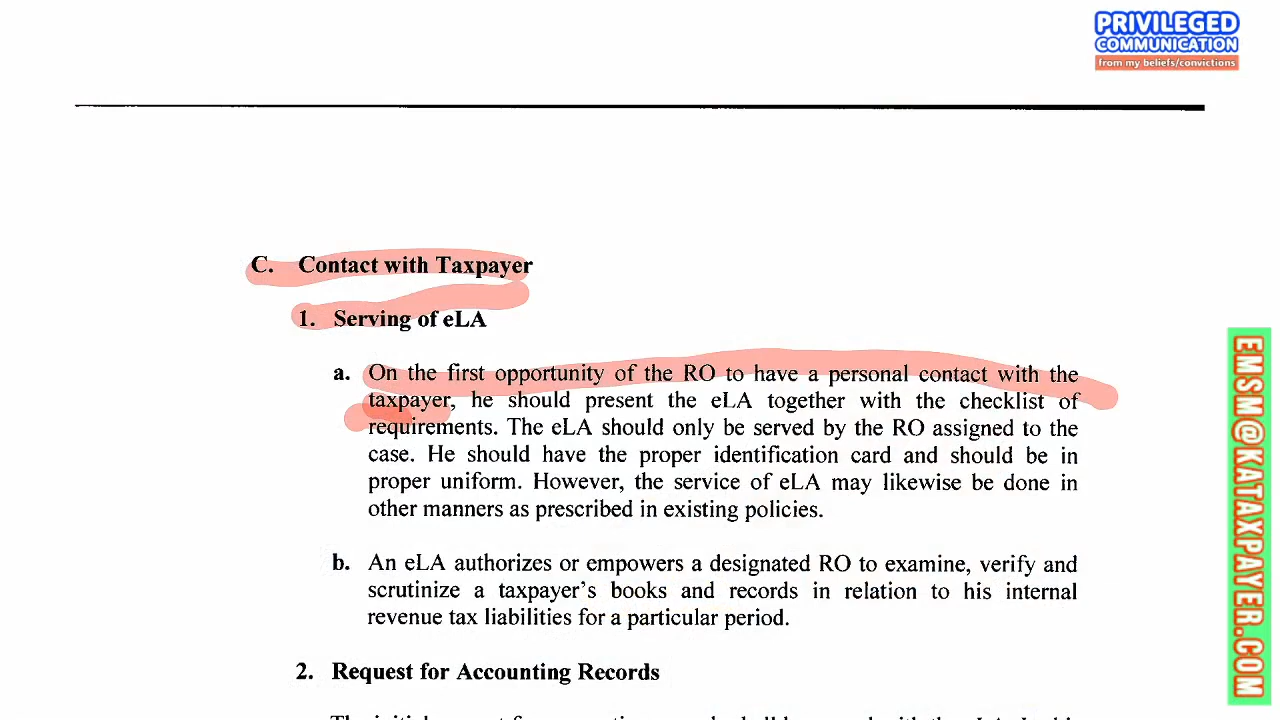 PRIVILEGED
COMMUNICATION
from my beliefs/convictions
C. Contact with Taxpayer
1. Serving of eLA
a. On the first opportunity of the RO to have a personal contact with the
taxpayer, he should present the eLA together with the checklist of
requirements. The eLA should only be served by the RO assigned to the
case. He should have the proper identification card and should be in
proper uniform. However, the service of eLA may likewise be done in
other manners as prescribed in existing policies.
b. An eLA authorizes or empowers a designated RO to examine, verify and
scrutinize a taxpayer's books and records in relation to his internal
revenue tax liabilities for a particular period.
2. Request for Accounting Records
EMSM@KATAXPAYER.COM